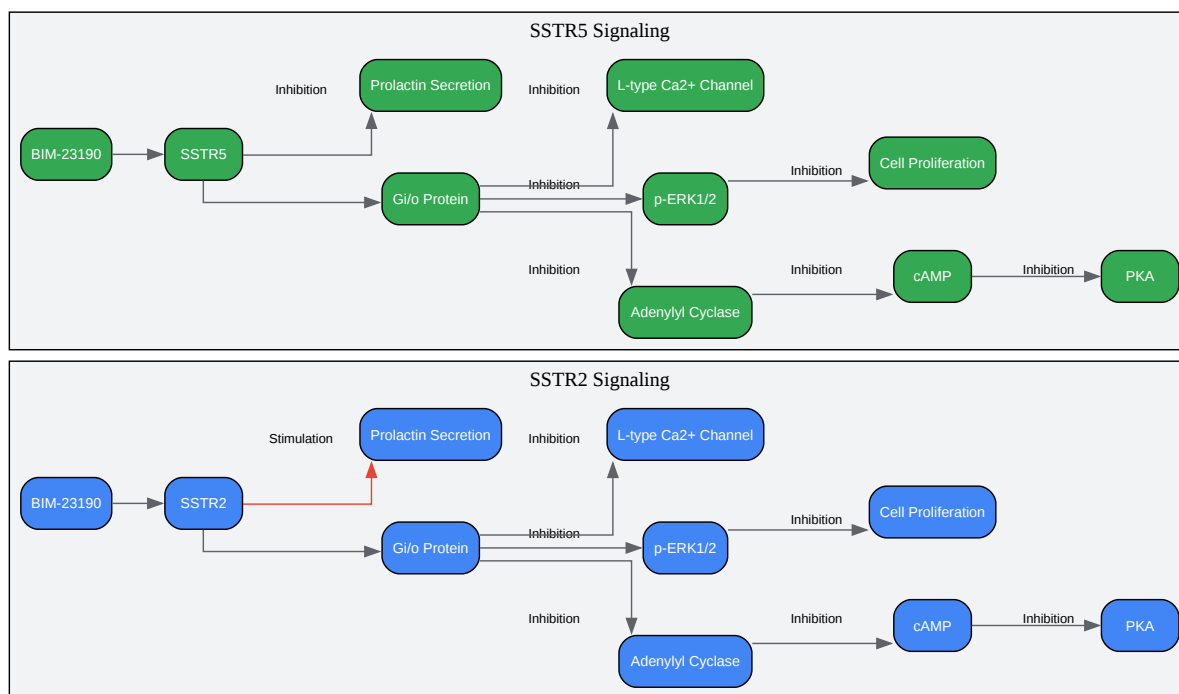 SSTR5 Signaling
Inhibition
Prolactin Secretion
Inhibition
L-type Ca2+ Channel
BIM-23190
SSTR5
Gi/o Protein
Inhibition
p-ERK1/2
Inhibition
Cell Proliferation
Inhibition
Adenylyl Cyclase
Inhibition
cAMP
Inhibition
PKA
SSTR2 Signaling
Stimulation
Prolactin Secretion
Inhibition
L-type Ca2+ Channel
BIM-23190
SSTR2
Gi/o Protein
Inhibition
p-ERK1/2
Inhibition
Cell Proliferation
Inhibition
Adenylyl Cyclase
Inhibition
cAMP
Inhibition
PKA